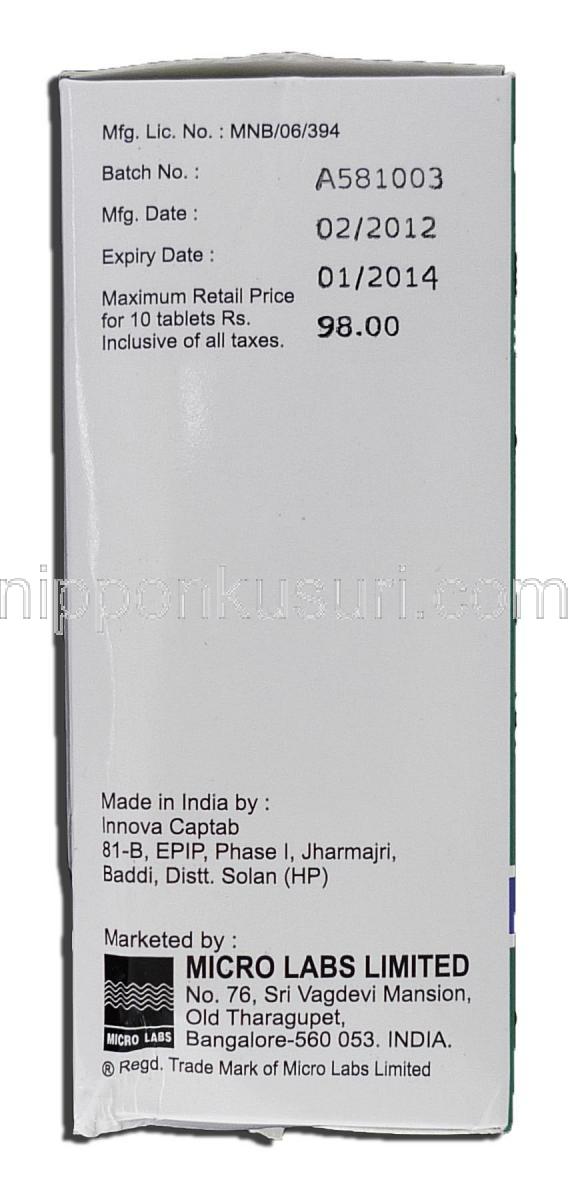 Mfg. Lic. No. : MNB/06/394
Batch No. : A581003
Mfg. Date : 02/2012
Expiry Date : 01/2014
Maximum Retail Price
for 10 tablets Rs. 98.00
Inclusive of all taxes.
nipponkusuri.com
Made in India by :
Innova Captab
81-B, EPIP, Phase I, Jharmajri,
Baddi, Distt. Solan (HP)
Marketed by :
MICRO LABS LIMITED
No. 76, Sri Vagdevi Mansion,
Old Tharagupet,
Bangalore-560 053. INDIA.
MICRO LABS
® Regd. Trade Mark of Micro Labs Limited